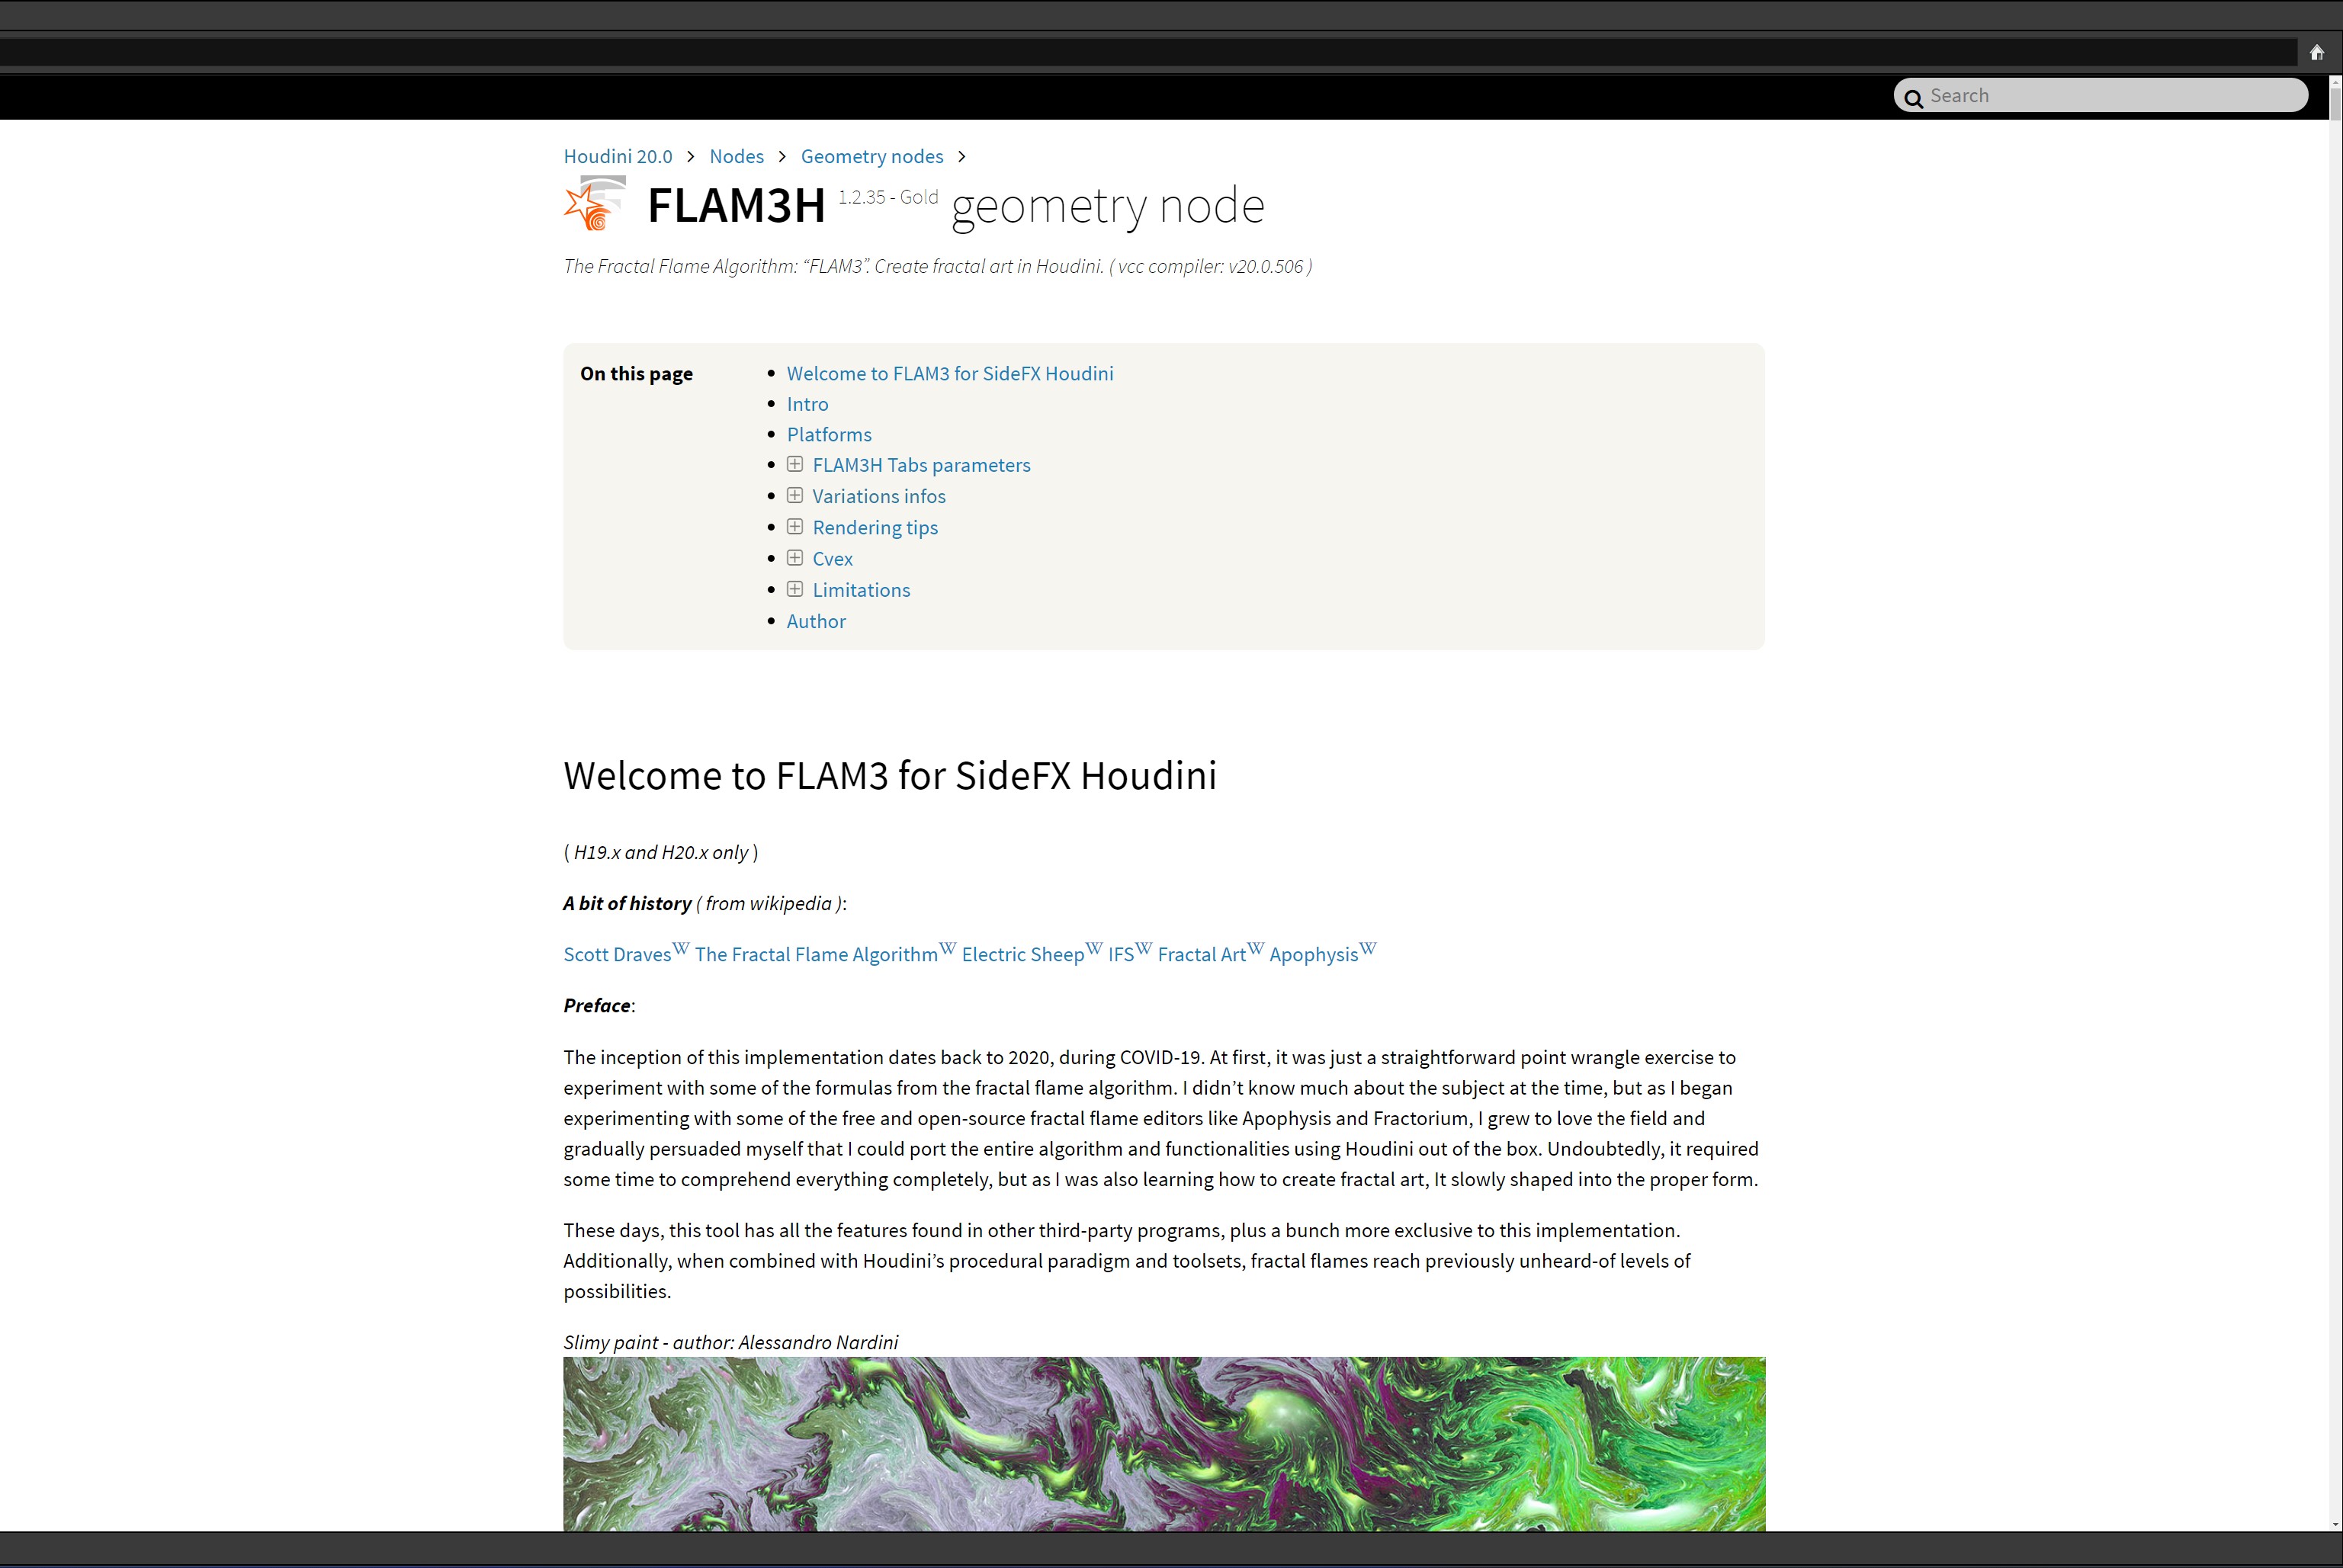 Search
Houdini 20.0 > Nodes > Geometry nodes >
FLAM3H 1.2.35 - Gold geometry node
The Fractal Flame Algorithm: “FLAM3”. Create fractal art in Houdini. ( vcc compiler: v20.0.506 )
On this page
Welcome to FLAM3 for SideFX Houdini
Intro
Platforms
FLAM3H Tabs parameters
Variations infos
Rendering tips
Cvex
Limitations
Author
Welcome to FLAM3 for SideFX Houdini
( H19.x and H20.x only )
A bit of history ( from wikipedia ):
Scott DravesW The Fractal Flame AlgorithmW Electric SheepW IFSW Fractal ArtW ApophysisW
Preface:
The inception of this implementation dates back to 2020, during COVID-19. At first, it was just a straightforward point wrangle exercise to
experiment with some of the formulas from the fractal flame algorithm. I didn’t know much about the subject at the time, but as I began
experimenting with some of the free and open-source fractal flame editors like Apophysis and Fractorium, I grew to love the field and
gradually persuaded myself that I could port the entire algorithm and functionalities using Houdini out of the box. Undoubtedly, it required
some time to comprehend everything completely, but as I was also learning how to create fractal art, It slowly shaped into the proper form.
These days, this tool has all the features found in other third-party programs, plus a bunch more exclusive to this implementation.
Additionally, when combined with Houdini’s procedural paradigm and toolsets, fractal flames reach previously unheard-of levels of
possibilities.
Slimy paint - author: Alessandro Nardini